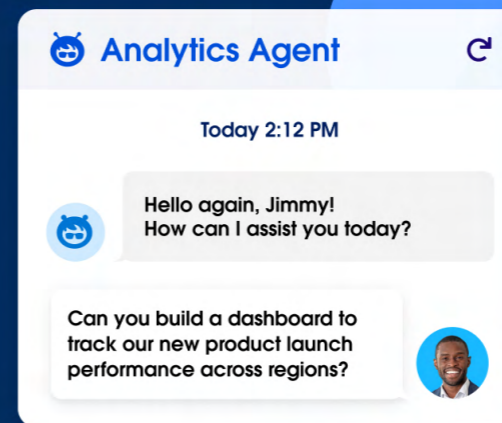 Analytics Agent
Today 2:12 PM
Hello again, Jimmy!
How can I assist you today?
Can you build a dashboard to
track our new product launch
performance across regions?